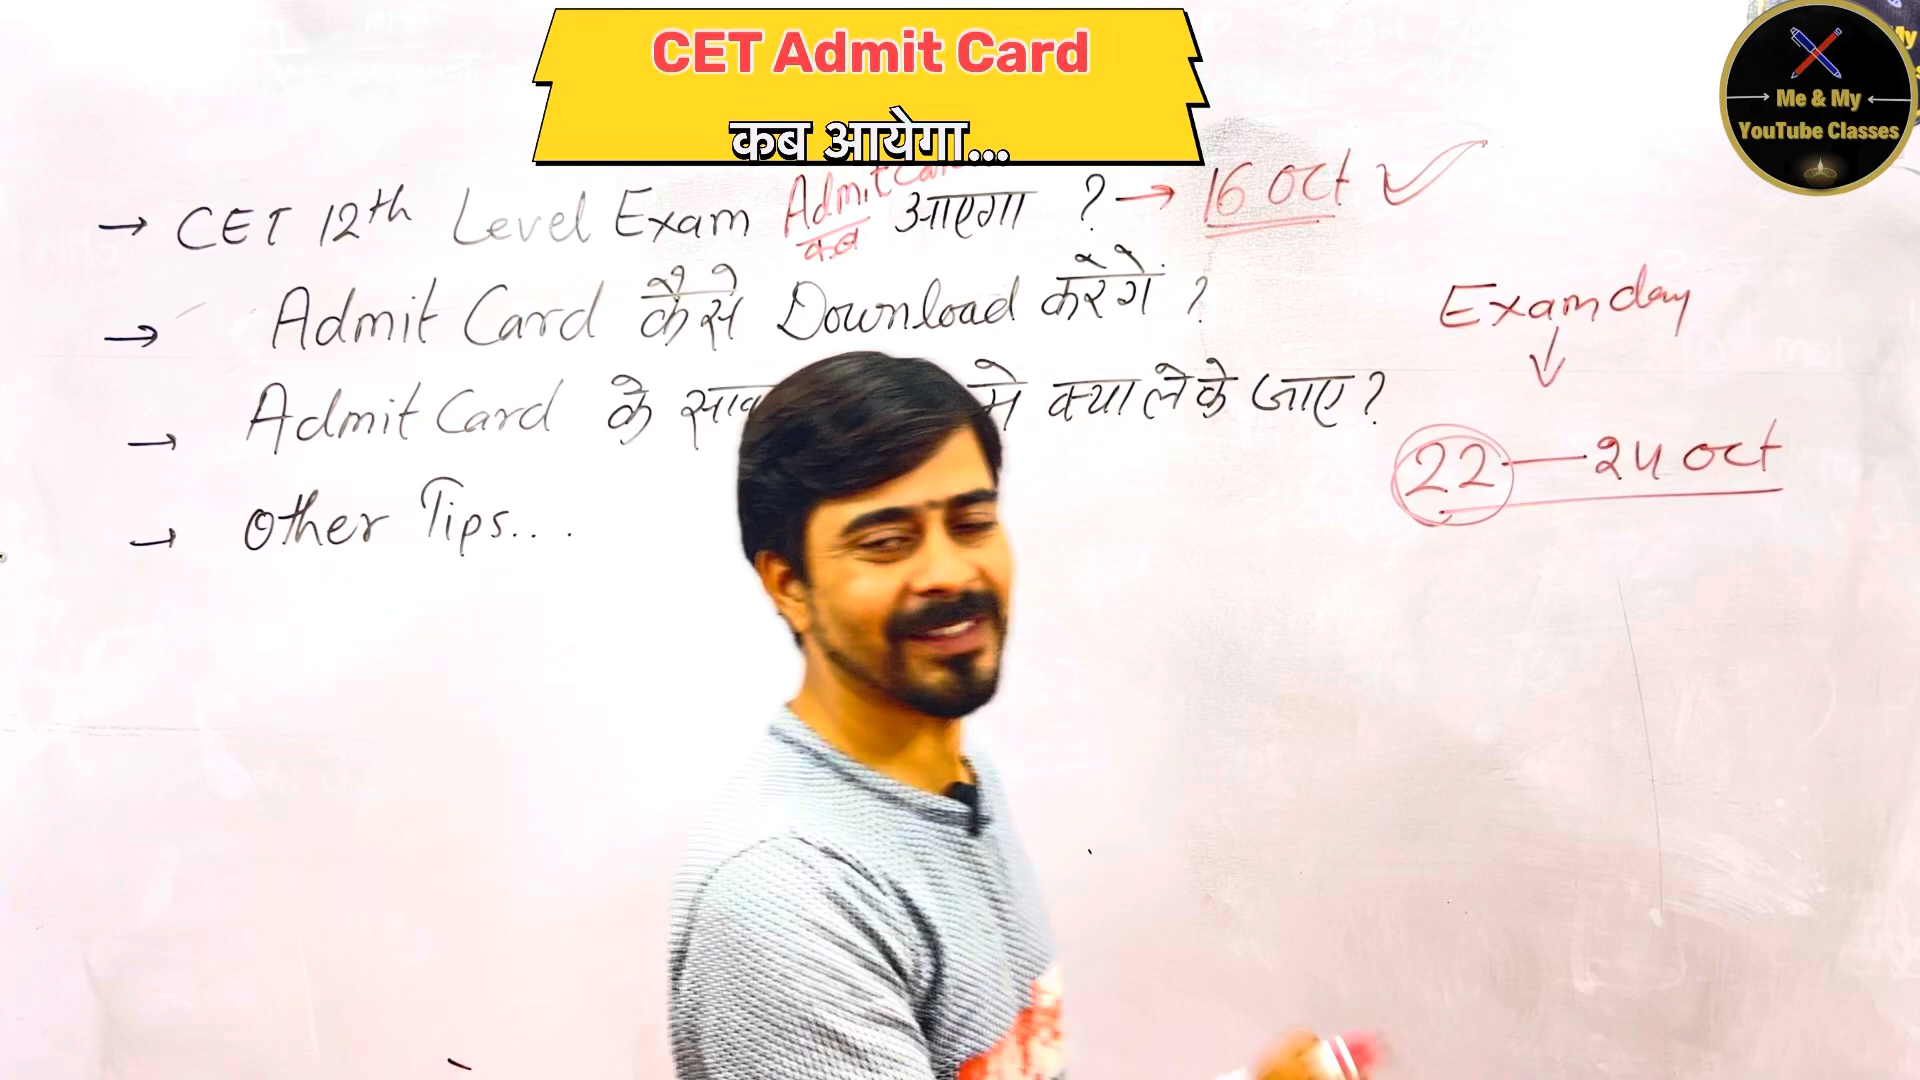 CET Admit Card
कब आयेगा...
Me & My
YouTube Classes
→ CET 12th Level Exam Admit Card कब आएगा ? → 16 Oct ✓
→ Admit Card कैसे Download करेंगे ?
Exam day
→ Admit Card के साथ में क्या लेके जाए ?
22 — 24 Oct
→ Other Tips....